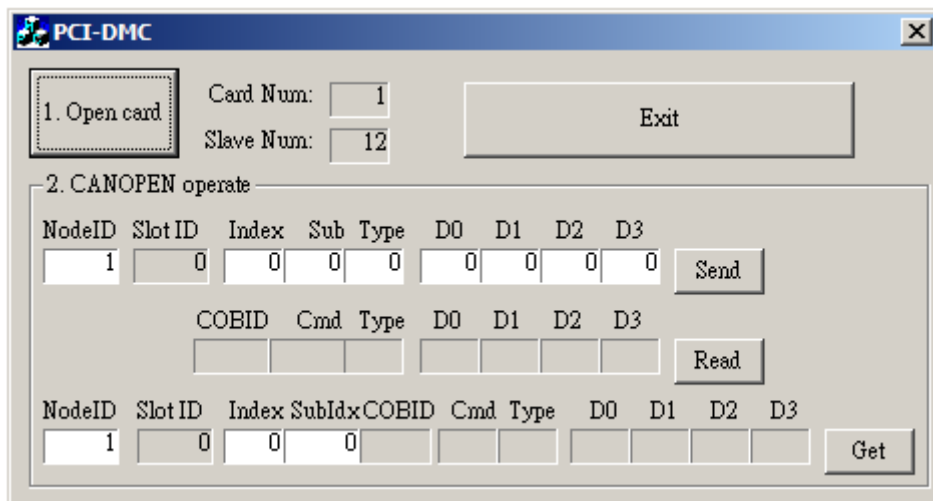 PCI-DMC
1. Open card
Card Num: 1
Slave Num: 12
Exit
2. CANOPEN operate
NodeID Slot ID Index Sub Type D0 D1 D2 D3
1 0 0 0 0 0 0 0 0 Send
COBID Cmd Type D0 D1 D2 D3
Read
NodeID Slot ID Index SubIdx COBID Cmd Type D0 D1 D2 D3
1 0 0 0 Get